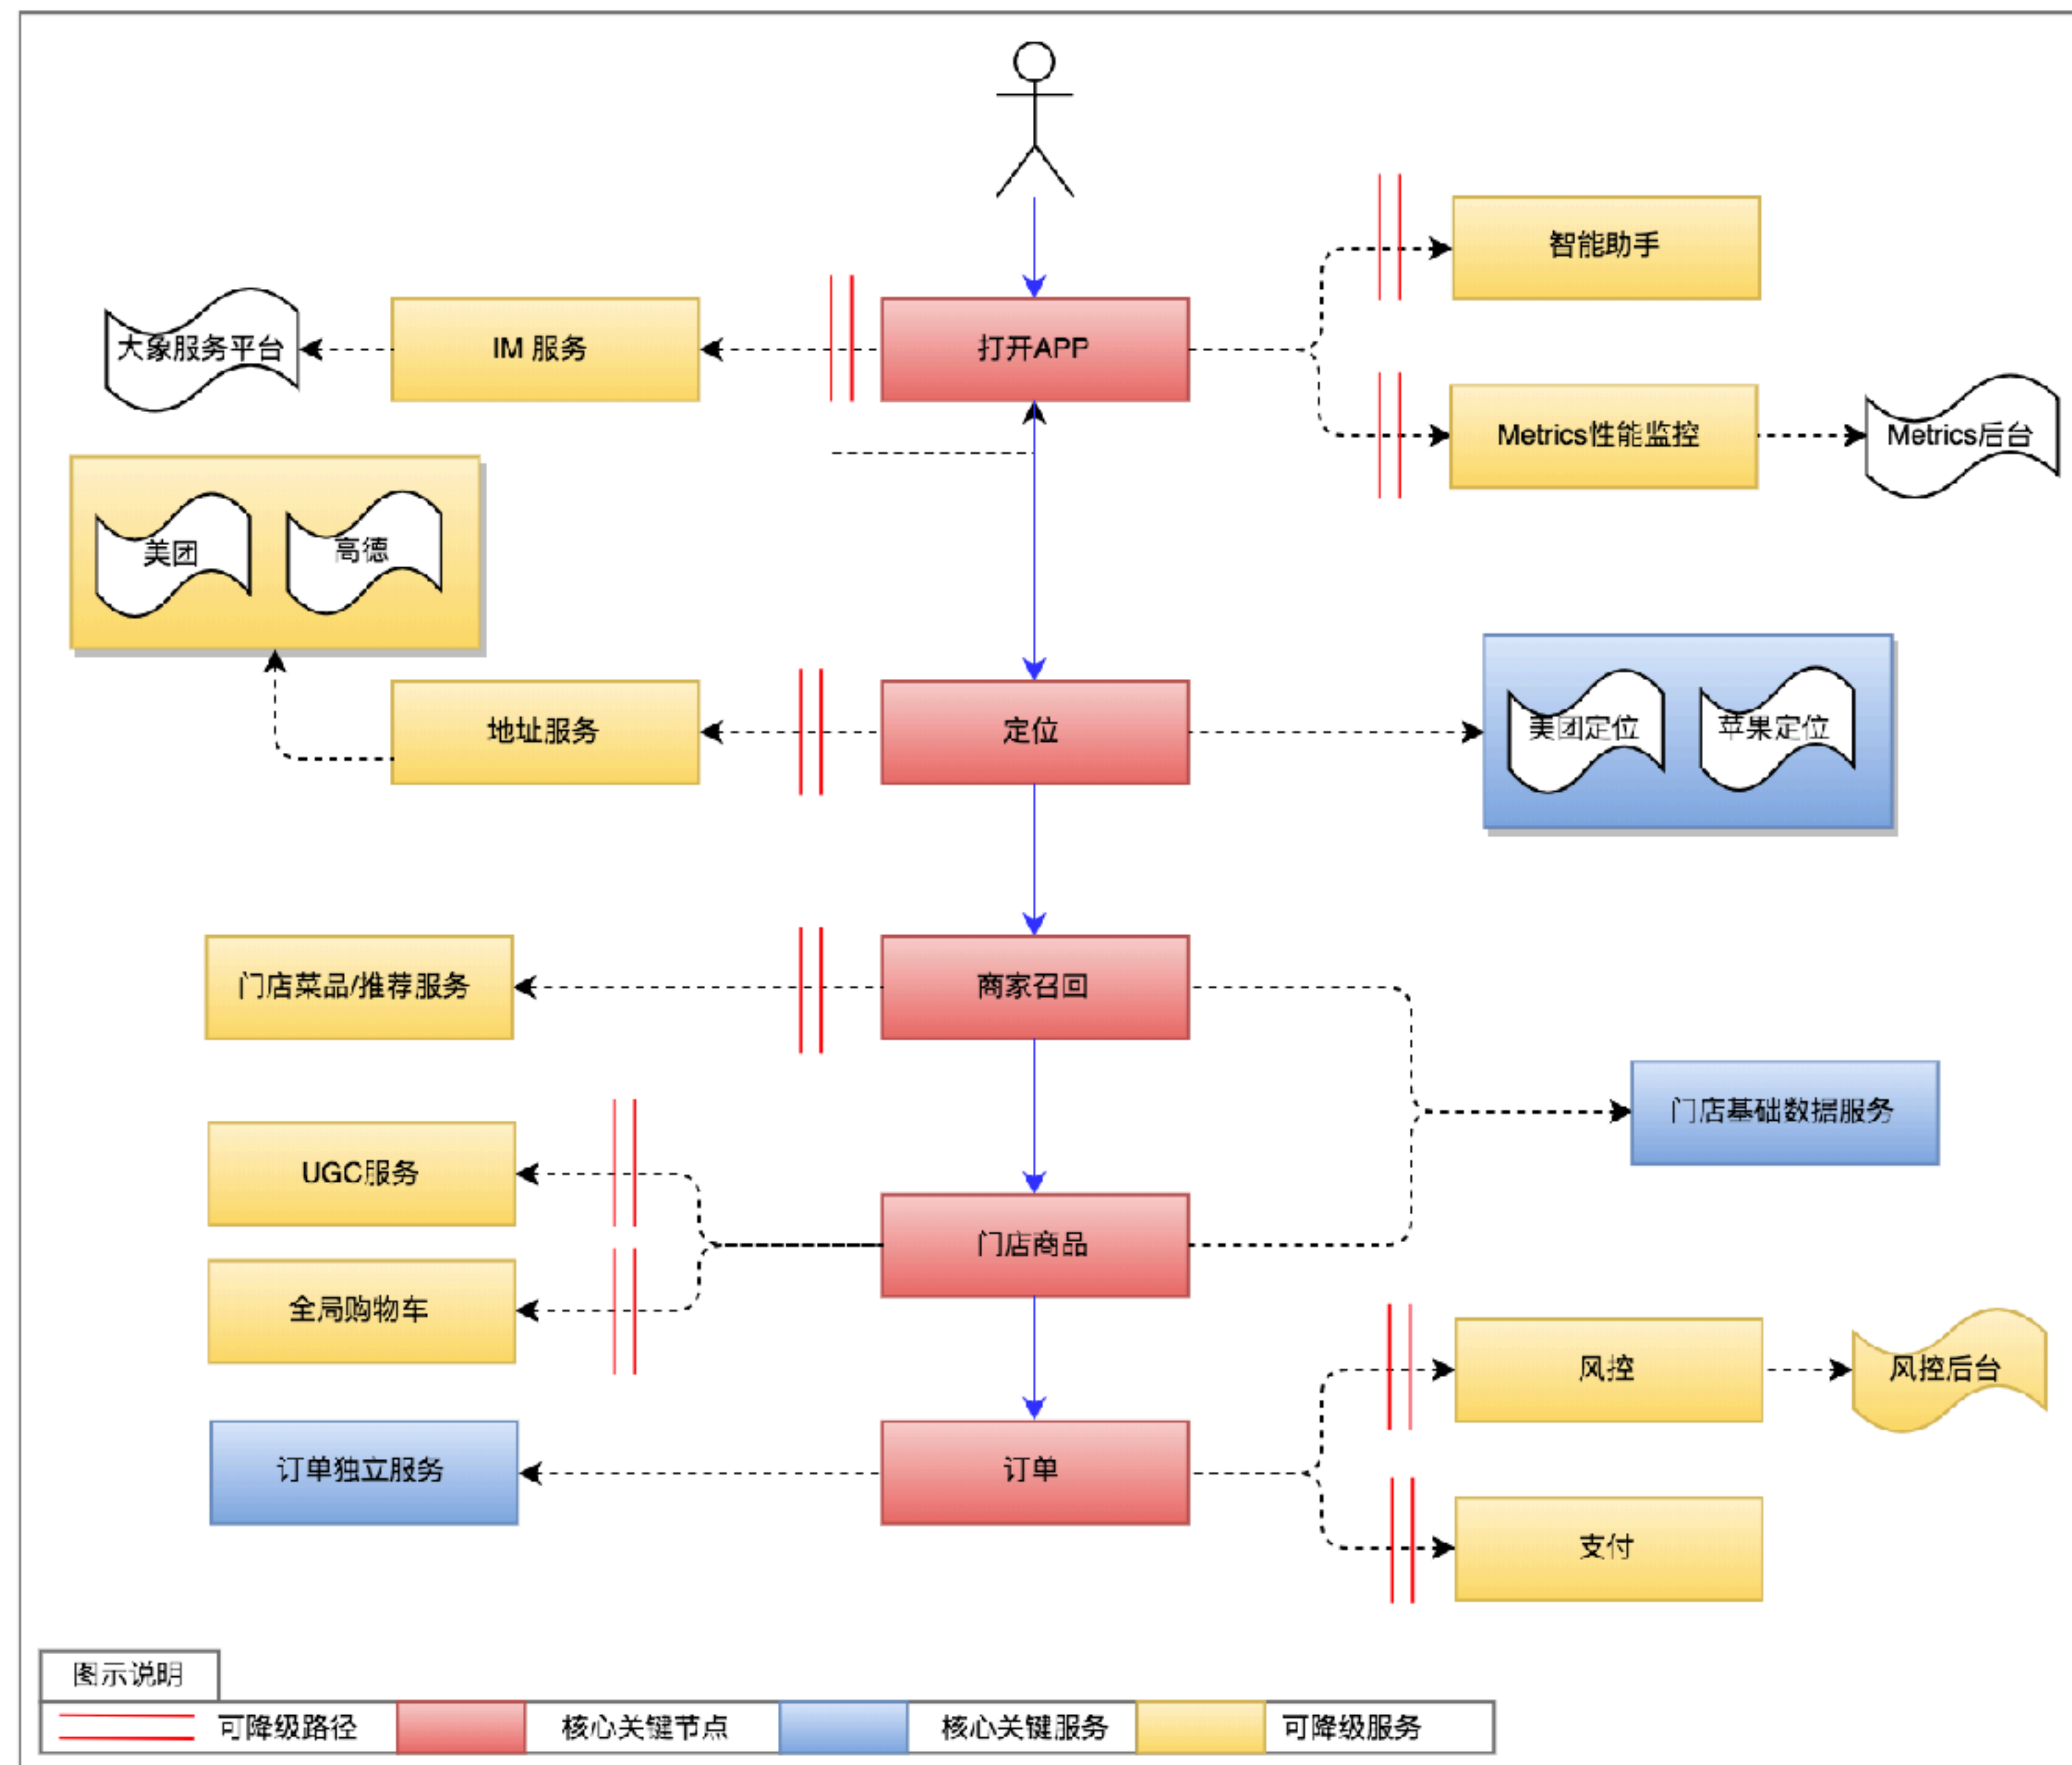 智能助手
大象服务平台
IM 服务
打开APP
Metrics性能监控
Metrics后台
美团
高德
地址服务
定位
美团定位
苹果定位
门店菜品/推荐服务
商家召回
门店基础数据服务
UGC服务
门店商品
全局购物车
风控
风控后台
订单独立服务
订单
支付
图示说明
可降级路径
核心关键节点
核心关键服务
可降级服务